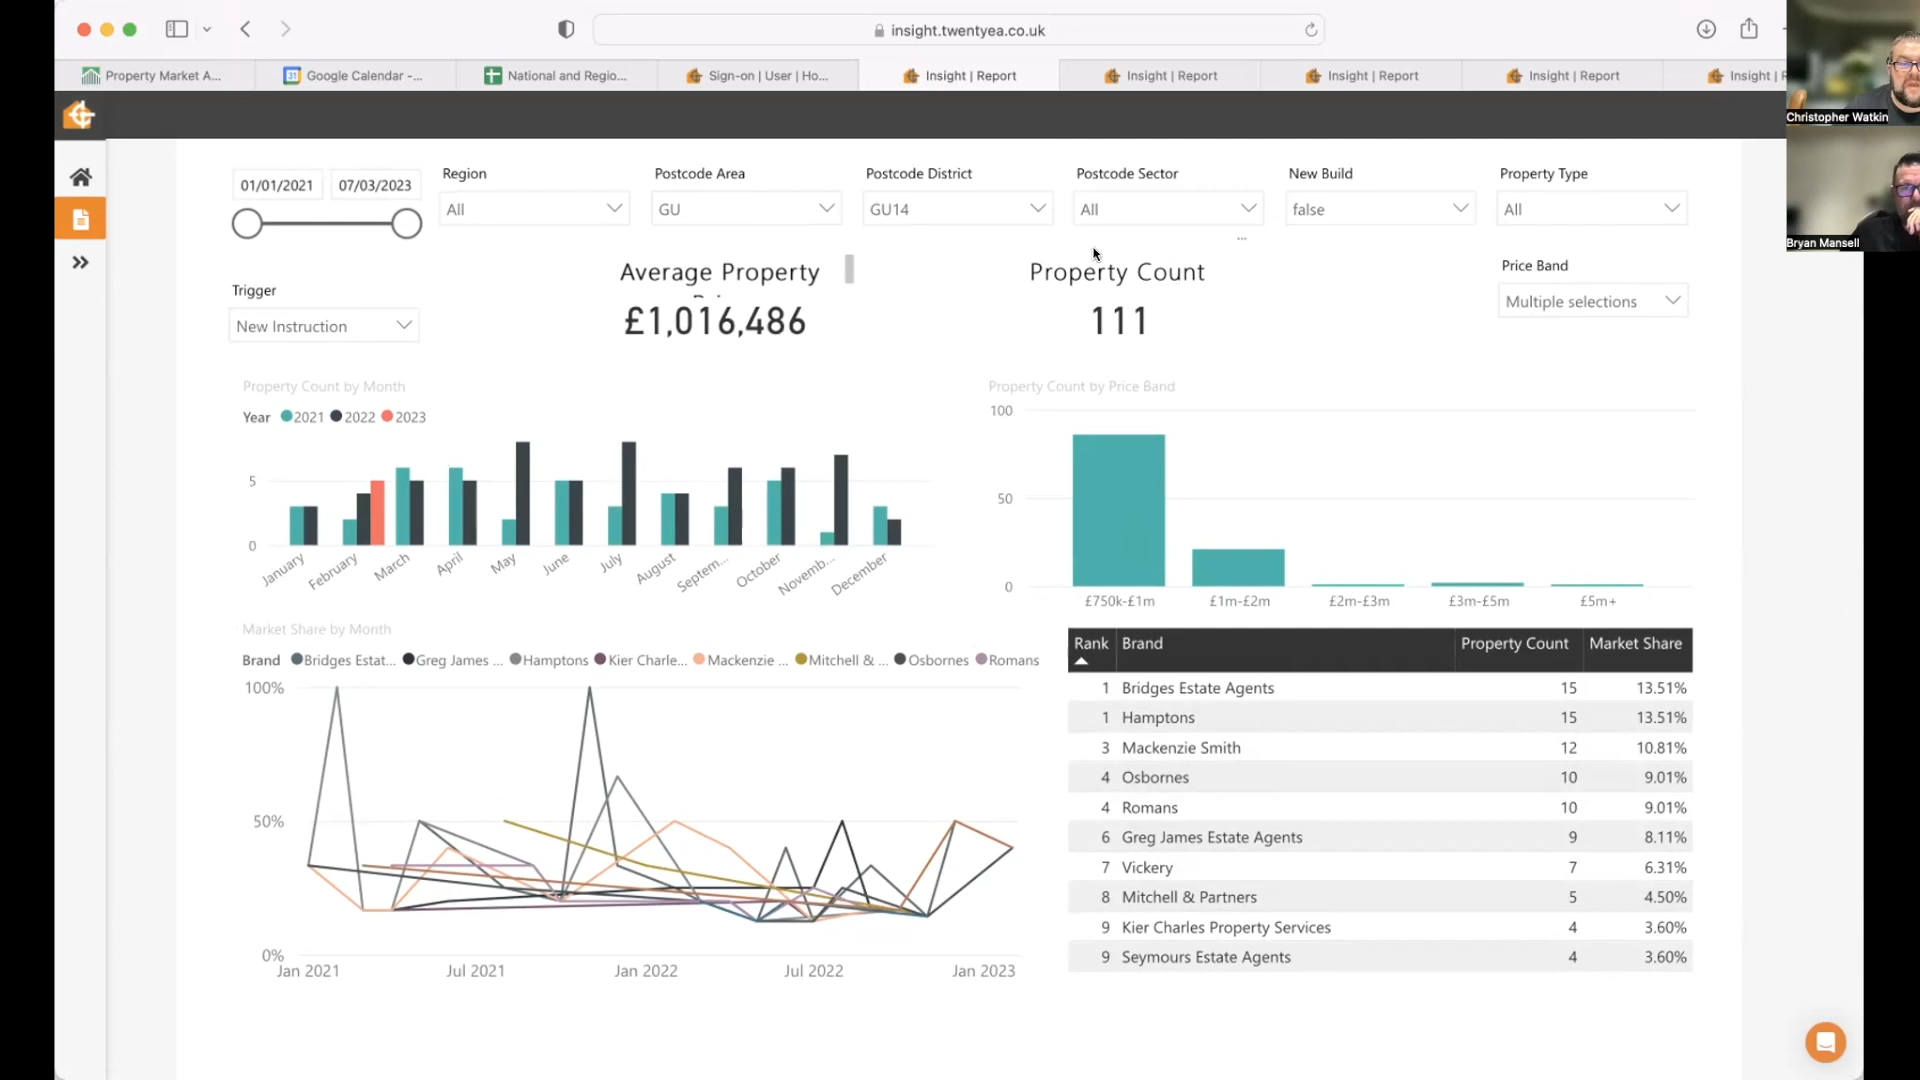 insight.twentyea.co.uk
Property Market A...
Google Calendar -...
National and Regio...
Sign-on | User | Ho...
Insight | Report
Insight | Report
Insight | Report
Insight | Report
Insight | F
Christopher Watkin
Bryan Mansell
01/01/2021
07/03/2023
Region
All
Postcode Area
GU
Postcode District
GU14
Postcode Sector
All
...
New Build
false
Property Type
All
Trigger
New Instruction
Average Property
£1,016,486
Property Count
111
Price Band
Multiple selections
Property Count by Month
Year 2021 2022 2023
5
0
January
February
March
April
May
June
July
August
Septem...
October
Novemb...
December
Property Count by Price Band
100
50
0
£750k-£1m
£1m-£2m
£2m-£3m
£3m-£5m
£5m+
Market Share by Month
Brand Bridges Estat... Greg James ... Hamptons Kier Charle... Mackenzie ... Mitchell & ... Osbornes Romans
100%
50%
0%
Jan 2021
Jul 2021
Jan 2022
Jul 2022
Jan 2023
Rank Brand Property Count Market Share
1 Bridges Estate Agents 15 13.51%
1 Hamptons 15 13.51%
3 Mackenzie Smith 12 10.81%
4 Osbornes 10 9.01%
4 Romans 10 9.01%
6 Greg James Estate Agents 9 8.11%
7 Vickery 7 6.31%
8 Mitchell & Partners 5 4.50%
9 Kier Charles Property Services 4 3.60%
9 Seymours Estate Agents 4 3.60%